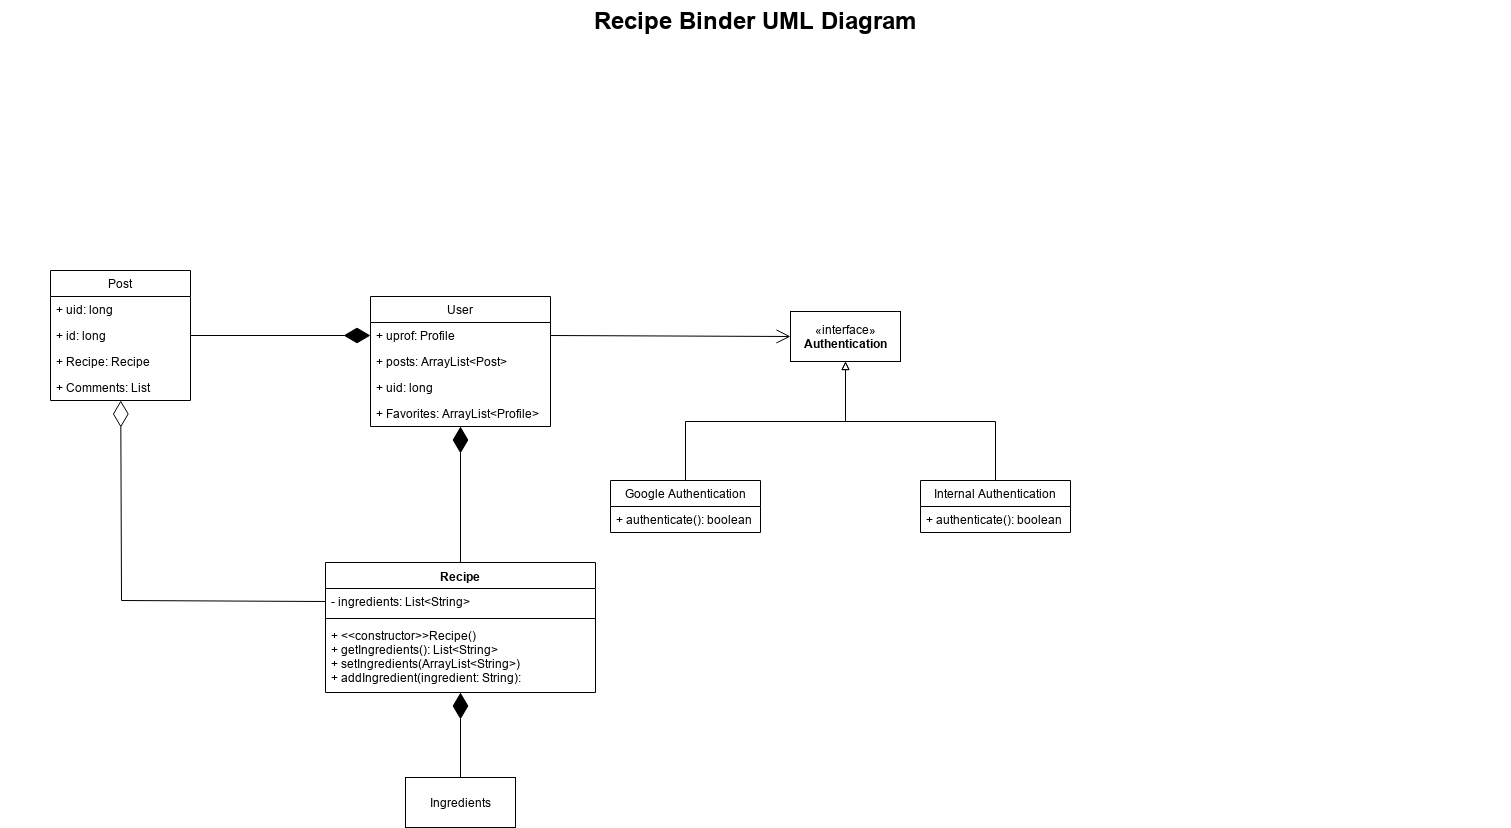 Recipe Binder UML Diagram
Post
+ uid: long
+ id: long
+ Recipe: Recipe
+ Comments: List
User
+ uprof: Profile
+ posts: ArrayList<Post>
+ uid: long
+ Favorites: ArrayList<Profile>
«interface»
Authentication
Google Authentication
+ authenticate(): boolean
Internal Authentication
+ authenticate(): boolean
Recipe
- ingredients: List<String>
+ <<constructor>>Recipe()
+ getIngredients(): List<String>
+ setIngredients(ArrayList<String>)
+ addIngredient(ingredient: String):
Ingredients